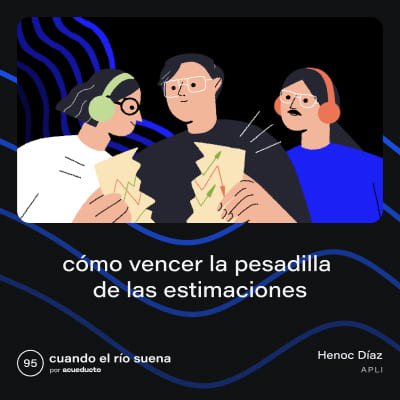 cómo vencer la pesadilla
de las estimaciones
95
cuando el río suena
por acueducto
Henoc Díaz
APLI